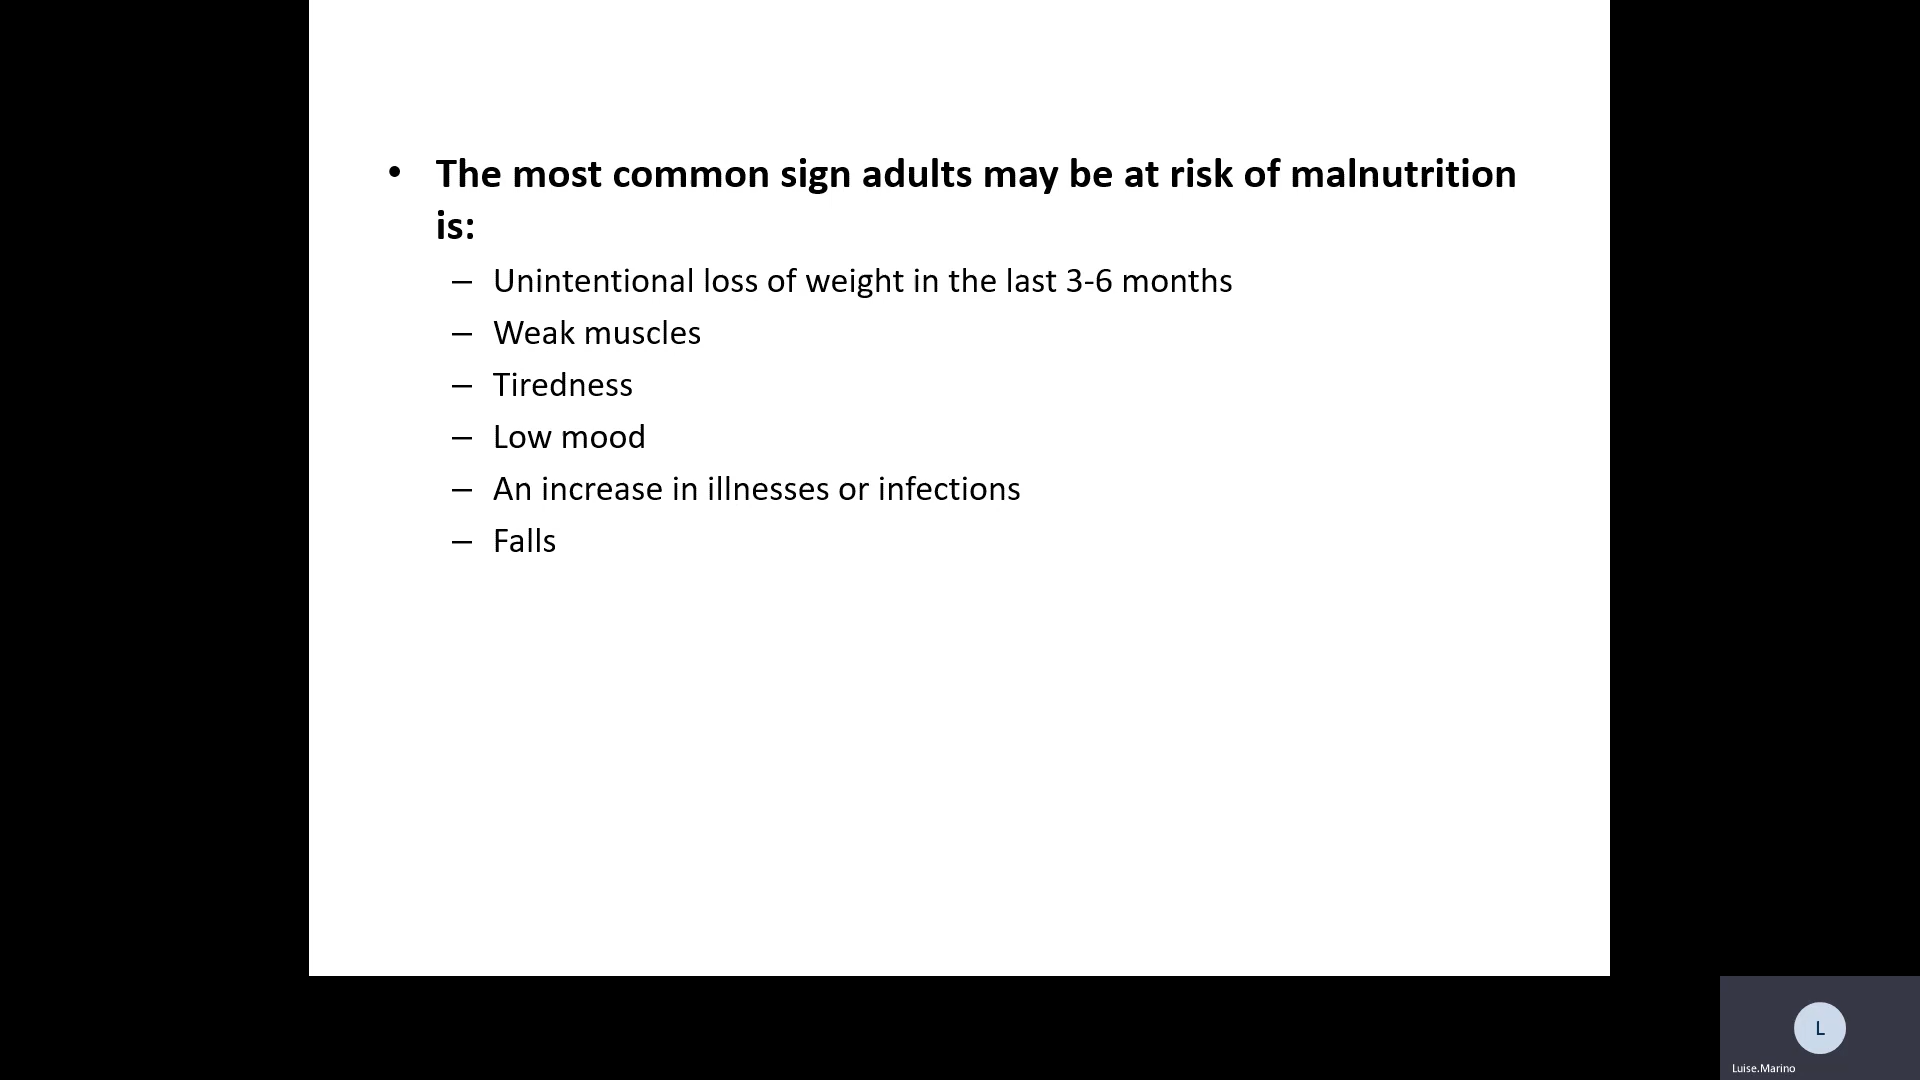 • The most common sign adults may be at risk of malnutrition
is:
– Unintentional loss of weight in the last 3-6 months
– Weak muscles
– Tiredness
– Low mood
– An increase in illnesses or infections
– Falls
L
Luise.Marino